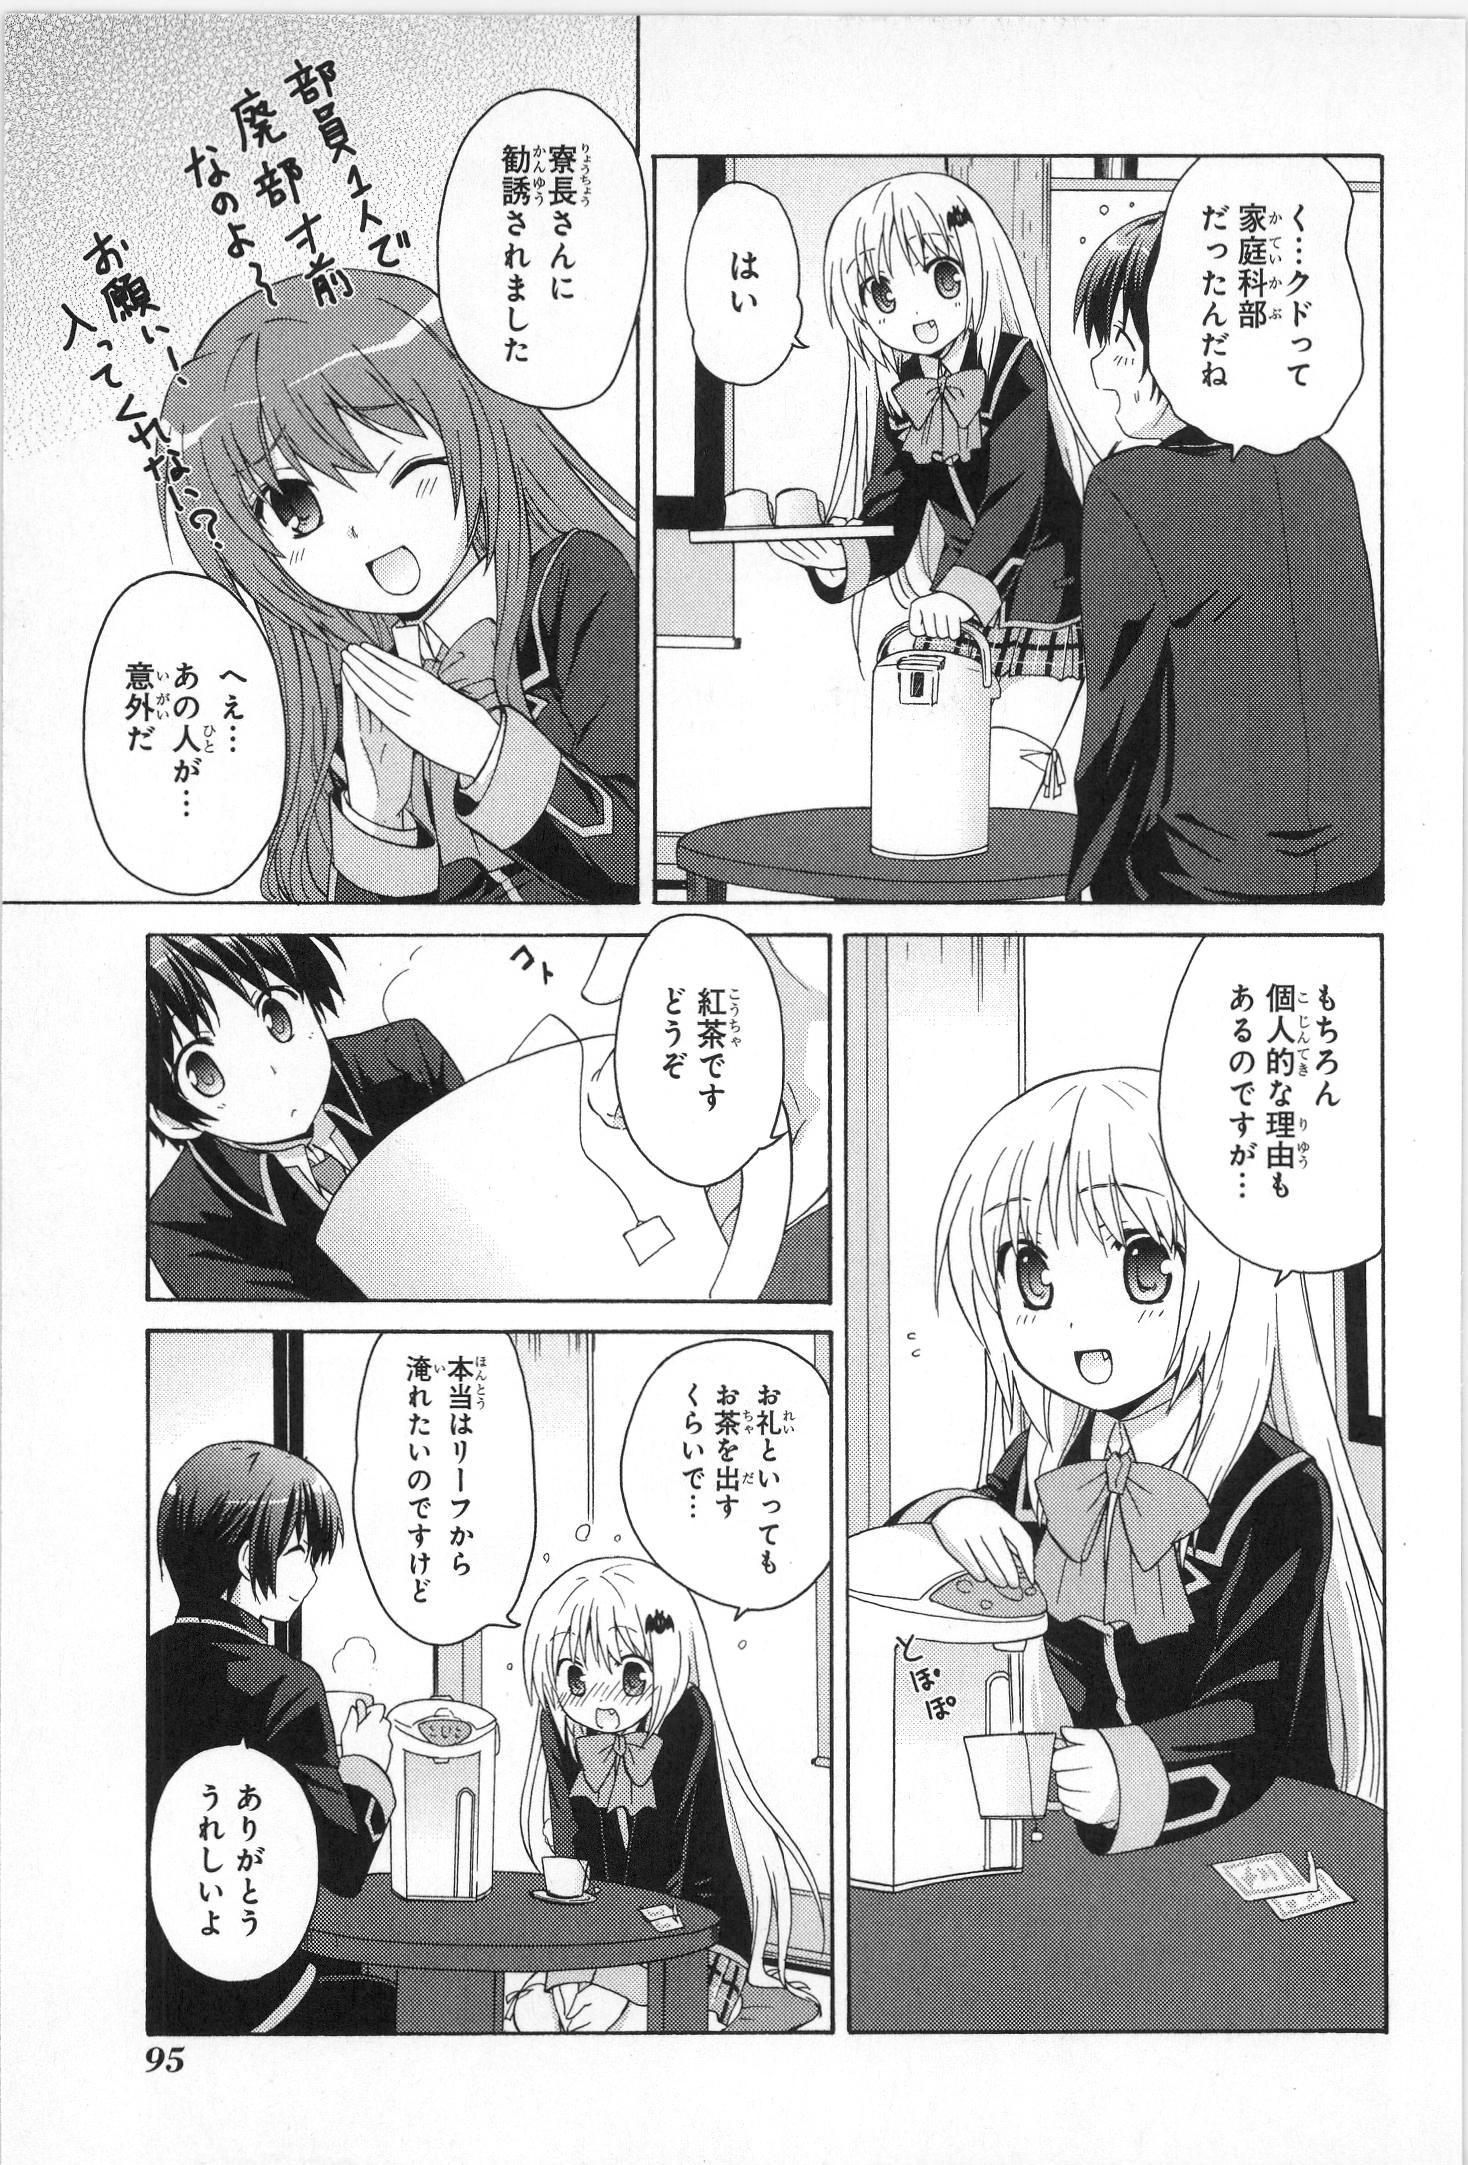 く…クドって
家庭科部
だったんだね
はい
寮長さんに
勧誘されました
部員1人で
廃部寸前
なのよ〜
お願い!
入ってくれない?
へぇ…
あの人が…
意外だ
もちろん
個人的な理由も
あるのですが…
とぽぽぽ
紅茶です
どうぞ
コト
お礼といっても
お茶を出す
くらいで…
本当はリーフから
淹れたいのですけど
ありがとう
うれしいよ
95